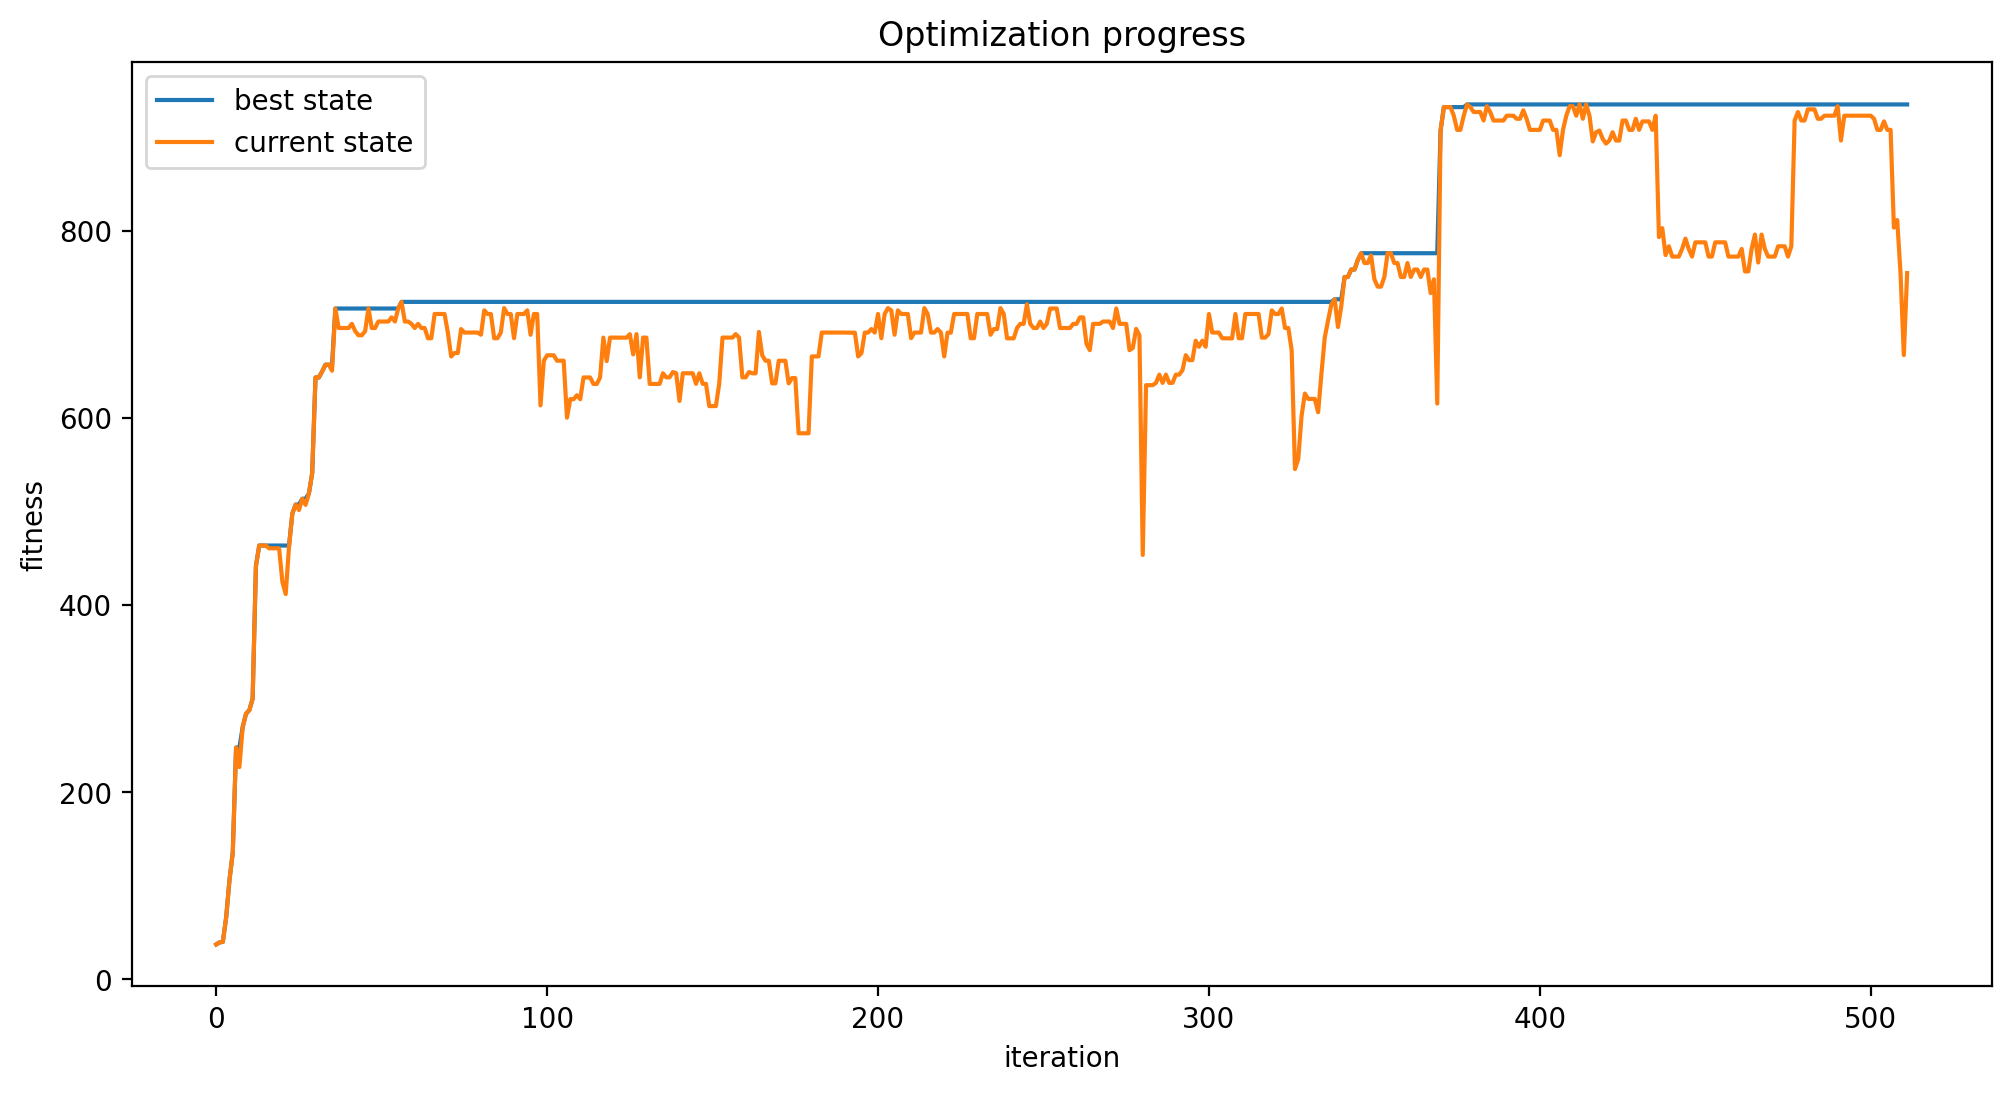 Optimization progress
best state
current state
fitness
800
600
400
200
0
0 100 200 300 400 500
iteration